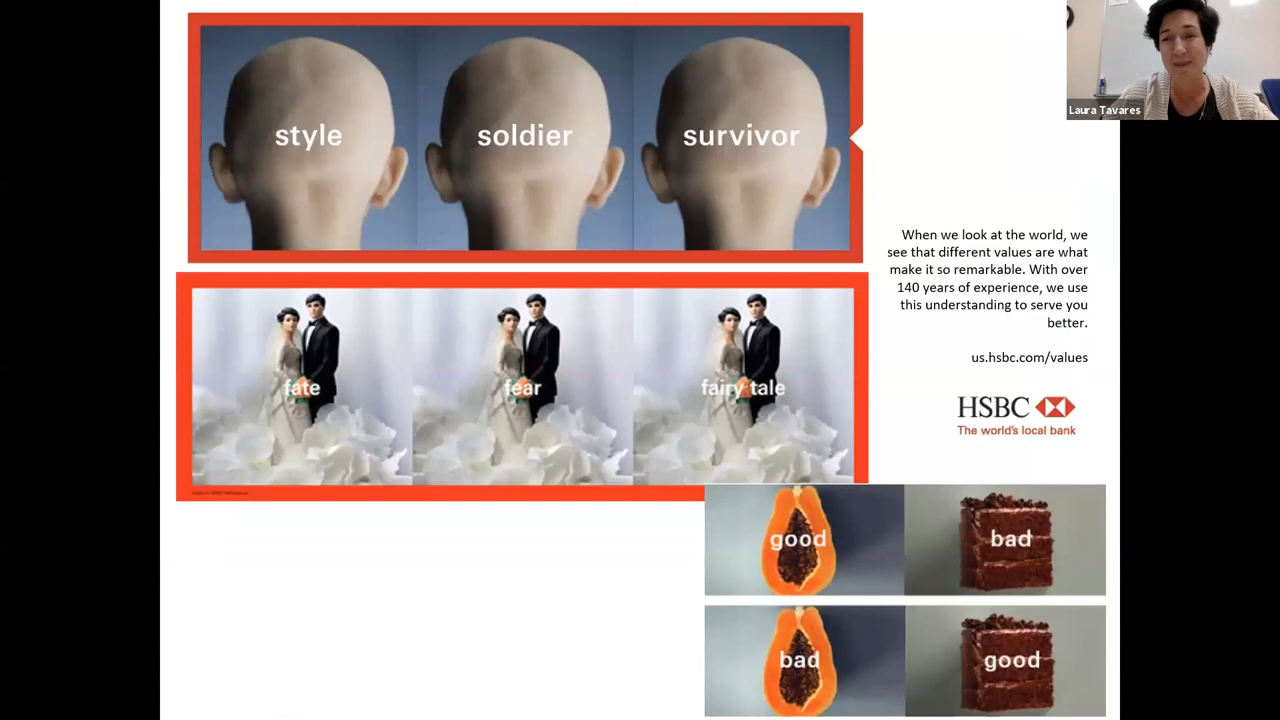 style soldier survivor
Laura Tavares
When we look at the world, we
see that different values are what
make it so remarkable. With over
140 years of experience, we use
this understanding to serve you
better.
us.hsbc.com/values
fate fear fairy tale
HSBC
The world's local bank
good bad
bad good